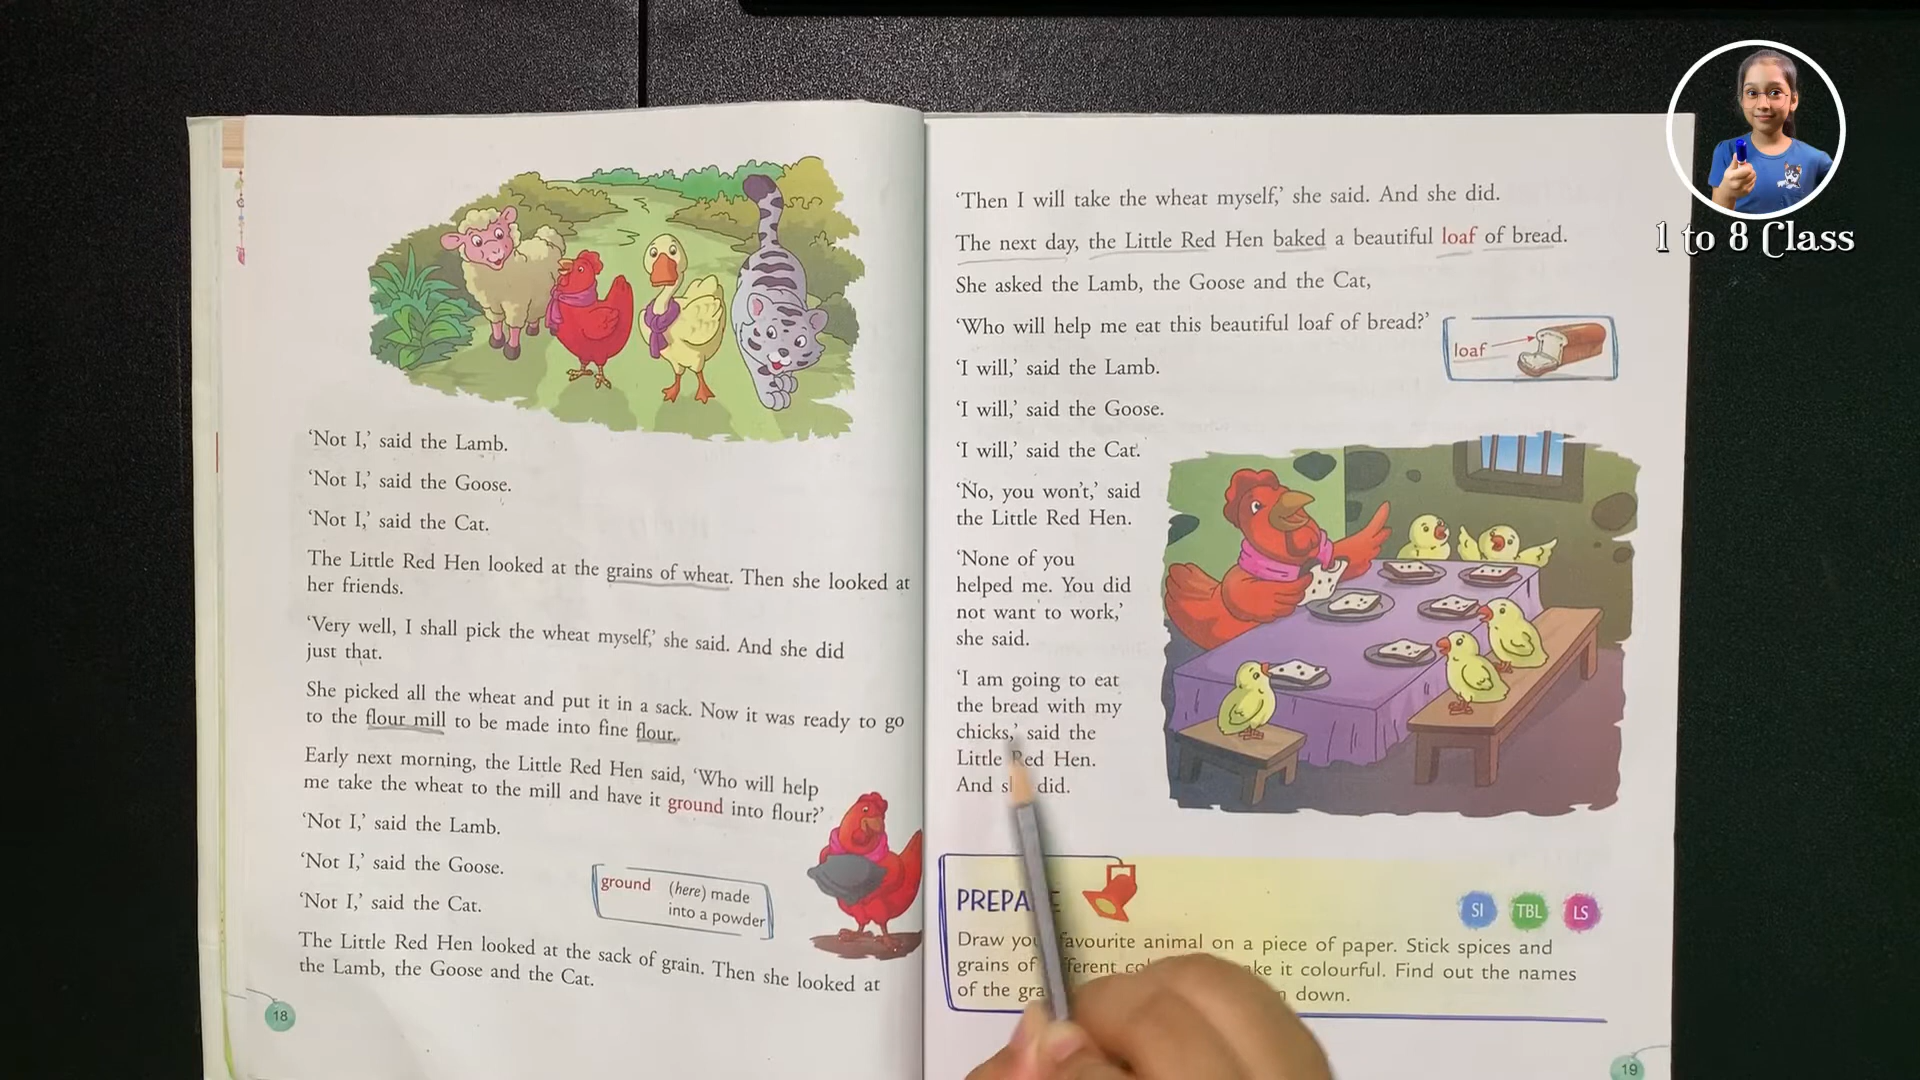 ‘Not I,’ said the Lamb.
‘Not I,’ said the Goose.
‘Not I,’ said the Cat.
The Little Red Hen looked at the grains of wheat. Then she looked at
her friends.
‘Very well, I shall pick the wheat myself,’ she said. And she did
just that.
She picked all the wheat and put it in a sack. Now it was ready to go
to the flour mill to be made into fine flour.
Early next morning, the Little Red Hen said, ‘Who will help
me take the wheat to the mill and have it ground into flour?’
‘Not I,’ said the Lamb.
‘Not I,’ said the Goose.
‘Not I,’ said the Cat.
ground (here) made
into a powder
The Little Red Hen looked at the sack of grain. Then she looked at
the Lamb, the Goose and the Cat.
18
‘Then I will take the wheat myself,’ she said. And she did.
The next day, the Little Red Hen baked a beautiful loaf of bread.
She asked the Lamb, the Goose and the Cat,
‘Who will help me eat this beautiful loaf of bread?’
loaf
‘I will,’ said the Lamb.
‘I will,’ said the Goose.
‘I will,’ said the Cat.
‘No, you won’t,’ said
the Little Red Hen.
‘None of you
helped me. You did
not want to work,’
she said.
‘I am going to eat
the bread with my
chicks,’ said the
Little Red Hen.
And did.
SI TBL LS
Draw favourite animal on a piece of paper. Stick spices and
grains of it colourful. Find out the names
of the down.
19
1 to 8 Class